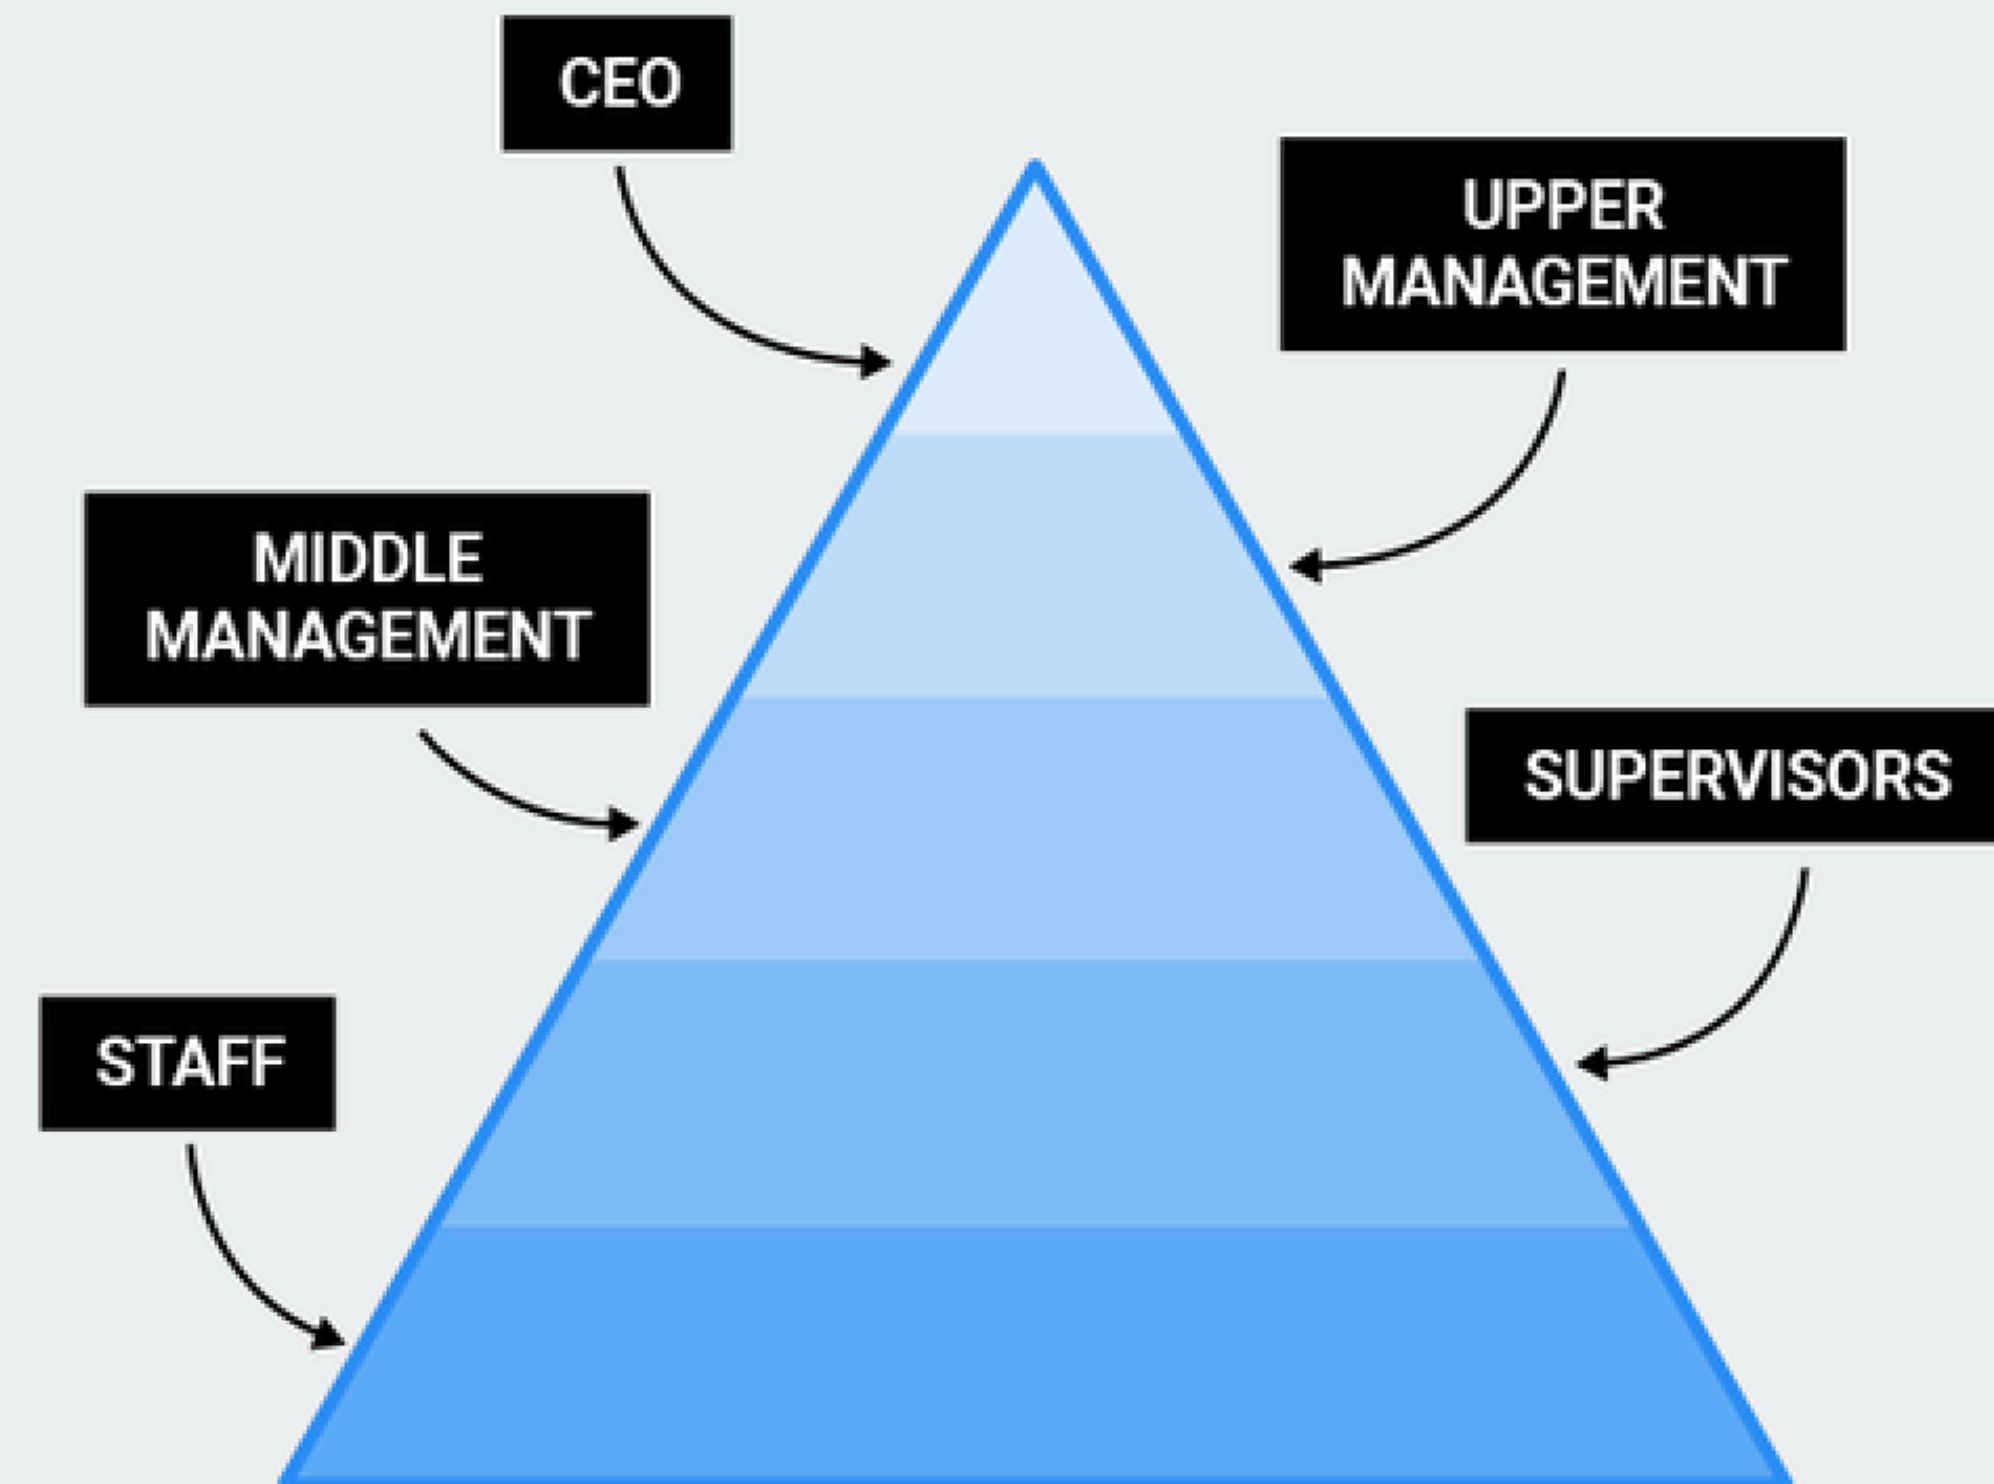 CEO
UPPER
MANAGEMENT
MIDDLE
MANAGEMENT
SUPERVISORS
STAFF